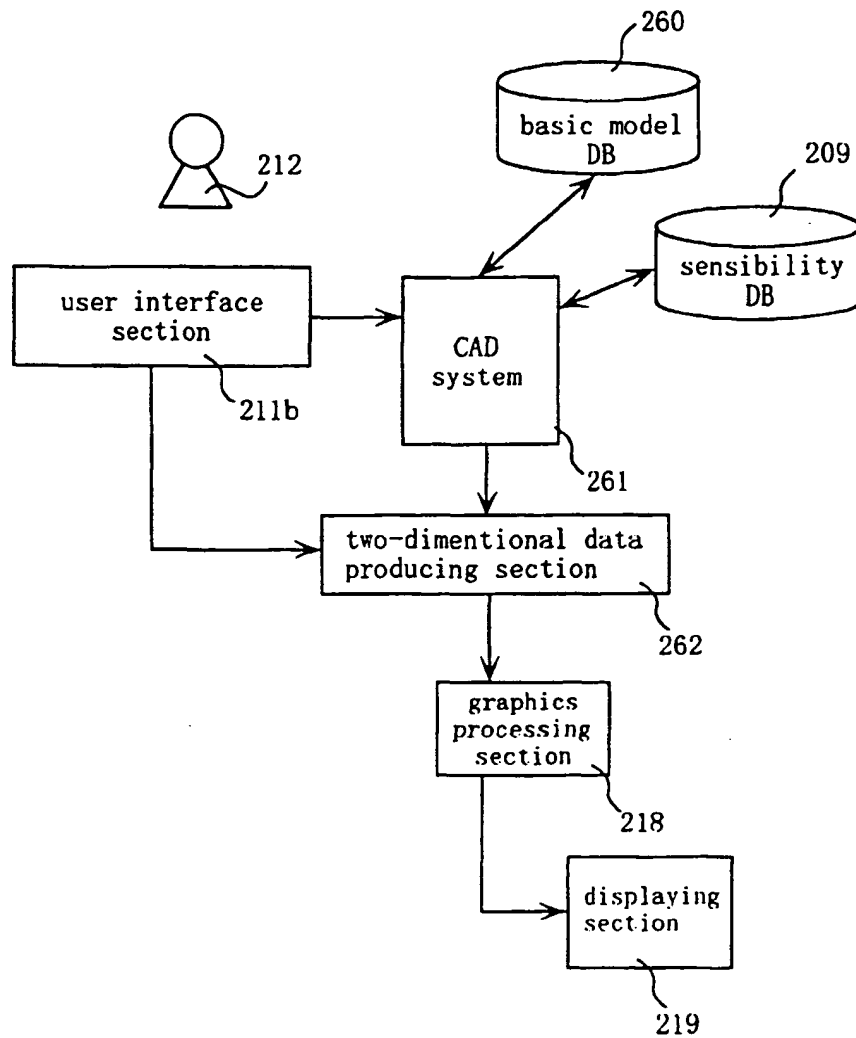 260
basic model
DB
209
sensibility
DB
212
user interface
section
211b
CAD
system
261
two-dimentional data
producing section
262
graphics
processing
section
218
displaying
section
219